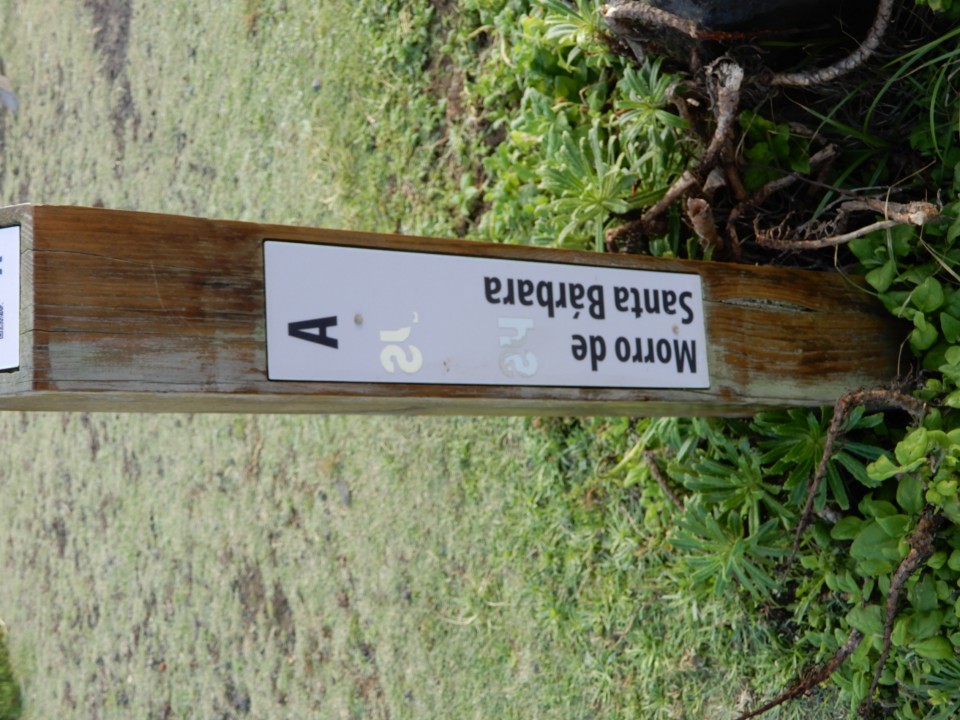 A
Morro de
Santa Bárbara